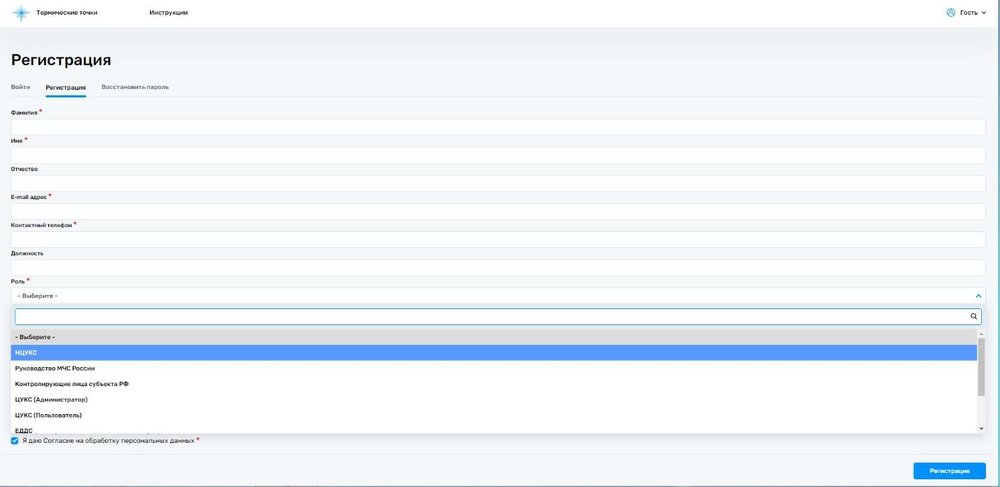 Термические точки
Инструкции
Гость
Регистрация
Войти
Регистрация
Восстановить пароль
Фамилия *
Имя *
Отчество
E-mail адрес *
Контактный телефон *
Должность
Роль *
- Выберите -
- Выберите -
НЦУКС
Руководство МЧС России
Контролирующие лица субъекта РФ
ЦУКС (Администратор)
ЦУКС (Пользователь)
ЕДДС
Я даю Согласие на обработку персональных данных *
Регистрация